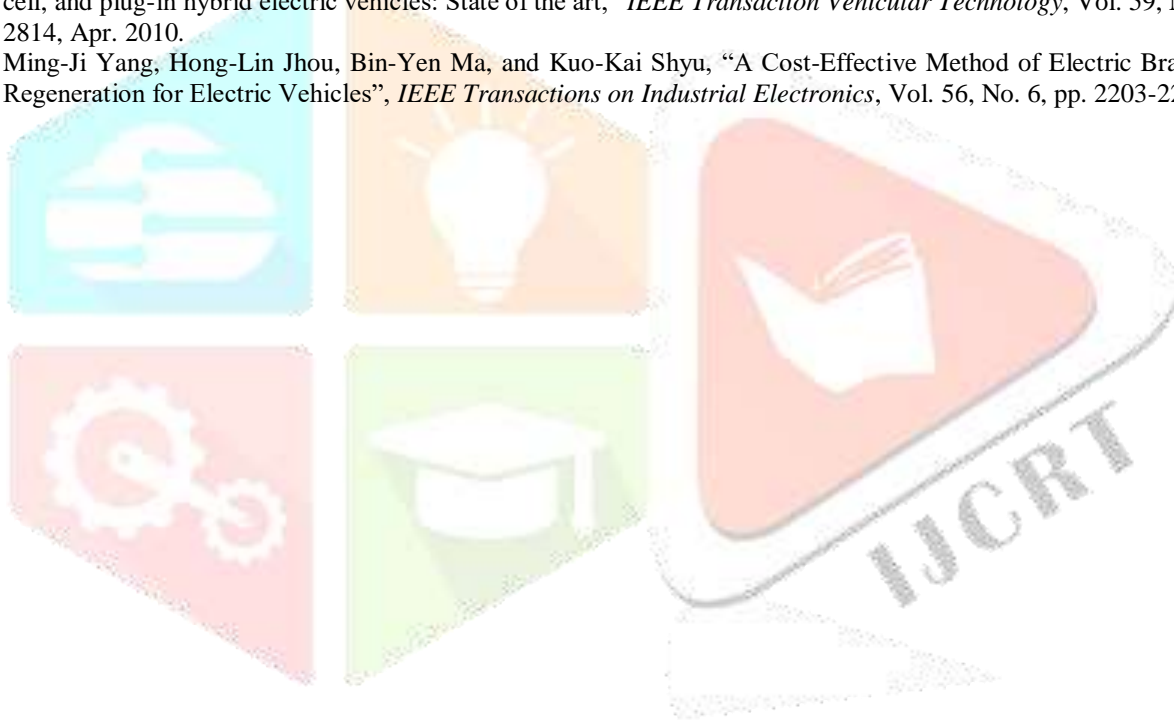 cell, and plug-in hybrid electric vehicles: State of the art," IEEE Transaction Vehicular Technology, Vol. 59,
2814, Apr. 2010.
Ming-Ji Yang, Hong-Lin Jhou, Bin-Yen Ma, and Kuo-Kai Shyu, “A Cost-Effective Method of Electric Bra
Regeneration for Electric Vehicles”, IEEE Transactions on Industrial Electronics, Vol. 56, No. 6, pp. 2203-22
IJCRT